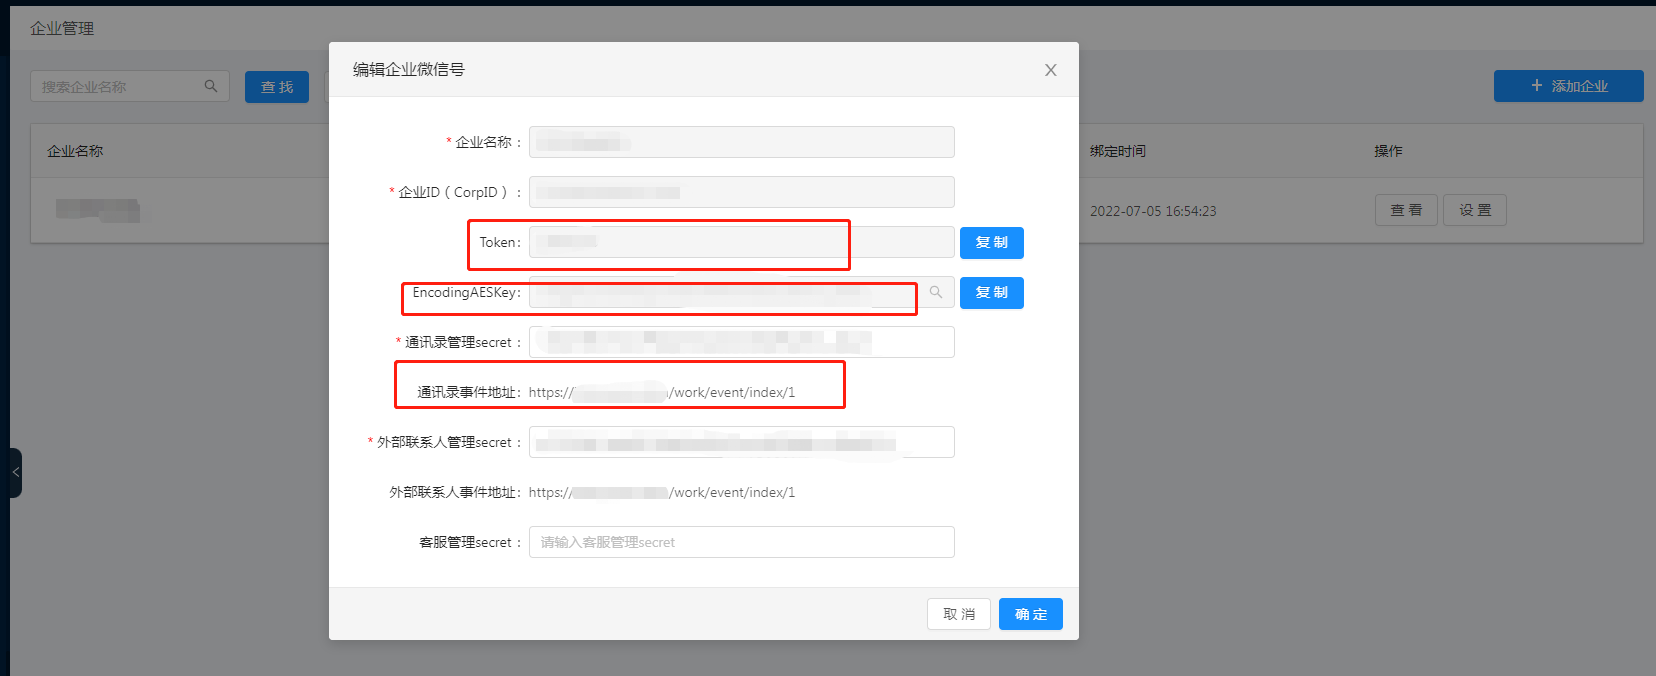 企业管理
搜索企业名称
查 找
添加企业
企业名称
绑定时间
操作
2022-07-05 16:54:23
查 看
设 置
编辑企业微信号
* 企业名称：
* 企业ID（CorpID）：
Token：
复 制
EncodingAESKey：
复 制
* 通讯录管理secret：
通讯录事件地址： https:// /work/event/index/1
* 外部联系人管理secret：
外部联系人事件地址： https:// /work/event/index/1
客服管理secret： 请输入客服管理secret
取 消
确 定